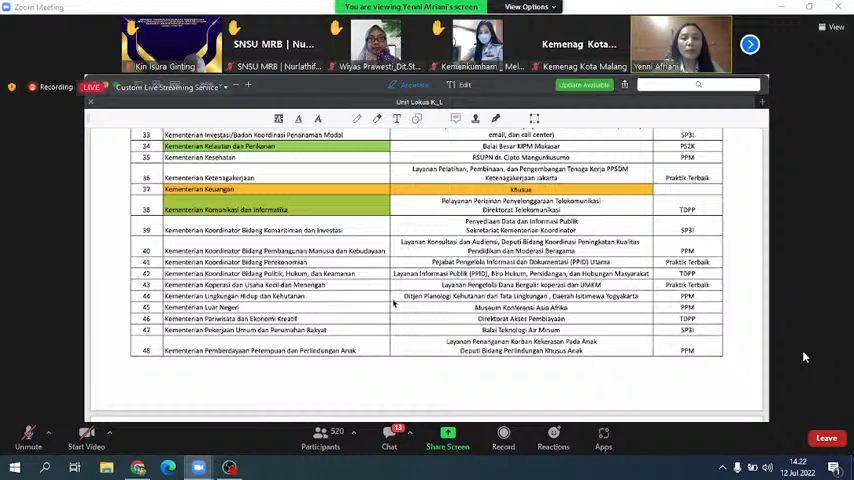 Zoom Meeting
You are viewing Yenni Afriani's screen
View Options
View
SNSU MRB | Nu...
Kemenag Kota...
Kin Isura Ginting
SNSU MRB | Nurlathif...
Wiyas Prawesti_Dit.St...
Kemenkumham _ Mel...
Kemenag Kota Malang
Yenni Afriani
Recording
LIVE
Custom Live Streaming Service
Annotate
Edit
Update Available
Unit Lokus K_L
33 Kementerian Investasi/Badan Koordinasi Penanaman Modal email, dan call center) SP3I
34 Kementerian Kelautan dan Perikanan Balai Besar KIPM Makasar PS2K
35 Kementerian Kesehatan RSUPN dr. Cipto Mangunkusumo PPM
36 Kementerian Ketenagakerjaan Layanan Pelatihan, Pembinaan, dan Pengembangan Tenaga Kerja PPSDM Ketenagakerjaan Jakarta Praktik Terbaik
37 Kementerian Keuangan khusus
38 Kementerian Komunikasi dan Informatika Pelayanan Perizinan Penyelenggaraan Telekomunikasi Direktorat Telekomunikasi TDPP
39 Kementerian Koordinator Bidang Kemaritiman dan Investasi Penyediaan Data dan Informasi Publik Sekretariat Kementerian Koordinator SP3I
40 Kementerian Koordinator Bidang Pembangunan Manusia dan Kebudayaan Layanan Konsultasi dan Audiensi, Deputi Bidang Koordinasi Peningkatan Kualitas Pendidikan dan Moderasi Beragama PPM
41 Kementerian Koordinator Bidang Perekonomian Pejabat Pengelola Informasi dan Dokumentasi (PPID) Utama Praktik Terbaik
42 Kementerian Koordinator Bidang Politik, Hukum, dan Keamanan Layanan Informasi Publik (PPID), Biro Hukum, Persidangan, dan Hubungan Masyarakat TDPP
43 Kementerian Koperasi dan Usaha Kecil dan Menengah Layanan Pengelola Dana Bergulir koperasi dan UMKM Praktik Terbaik
44 Kementerian Lingkungan Hidup dan Kehutanan Ditjen Planologi Kehutanan dan Tata Lingkungan , Daerah Isitimewa Yogyakarta PPM
45 Kementerian Luar Negeri Museum Konferensi Asia Afrika PPM
46 Kementerian Pariwisata dan Ekonomi Kreatif Direktorat Akses Pembiayaan TDPP
47 Kementerian Pekerjaan Umum dan Perumahan Rakyat Balai Teknologi Air Minum SP3I
48 Kementerian Pemberdayaan Perempuan dan Perlindungan Anak Layanan Penanganan Korban Kekerasan Pada Anak Deputi Bidang Perlindungan Khusus Anak PPM
Unmute
Start Video
520
Participants
13
Chat
Share Screen
Record
Reactions
Apps
Leave
14.22
12 Jul 2022